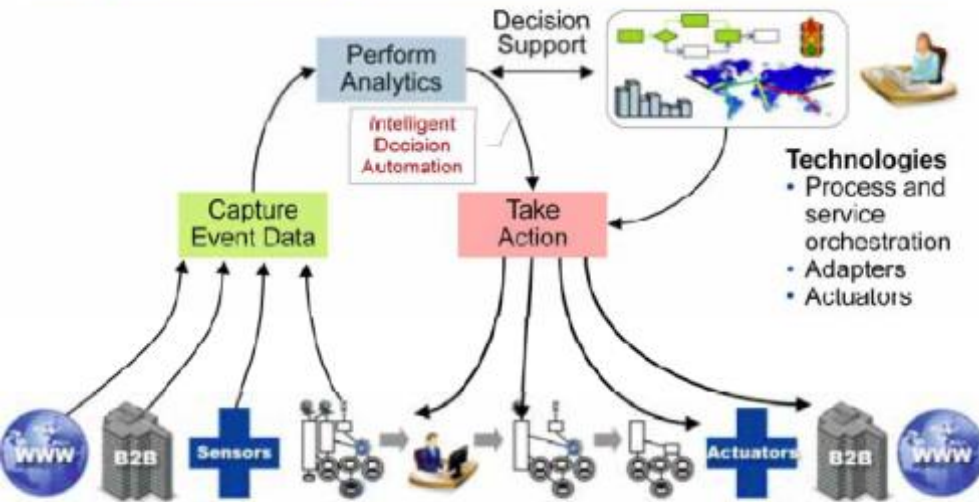 Decision
Support
Perform
Analytics
Intelligent
Decision
Automation
Technologies
• Process and
service
orchestration
• Adapters
• Actuators
Capture
Event Data
Take
Action
WWW
B2B
Sensors
Actuators
B2B
WWW